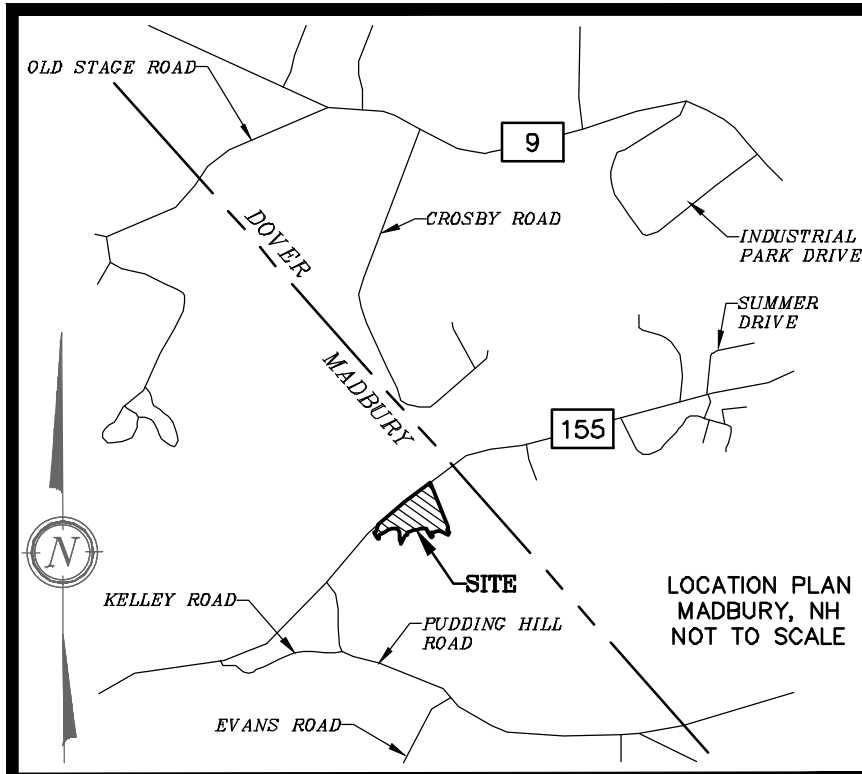 OLD STAGE ROAD
9
DOVER
CROSBY ROAD
INDUSTRIAL
PARK DRIVE
SUMMER
DRIVE
MADBURY
155
N
SITE
KELLEY ROAD
PUDDING HILL
ROAD
LOCATION PLAN
MADBURY, NH
NOT TO SCALE
EVANS ROAD